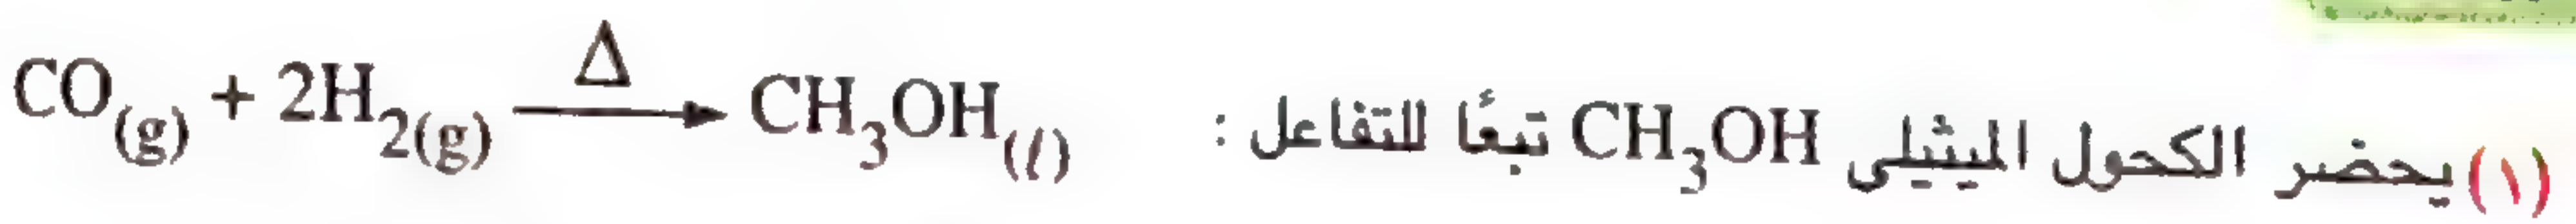 (١) يحضر الكحول الميثيلى CH₃OH تبعًا للتفاعل : CO(g) + 2H₂(g) —Δ→ CH₃OH(l)